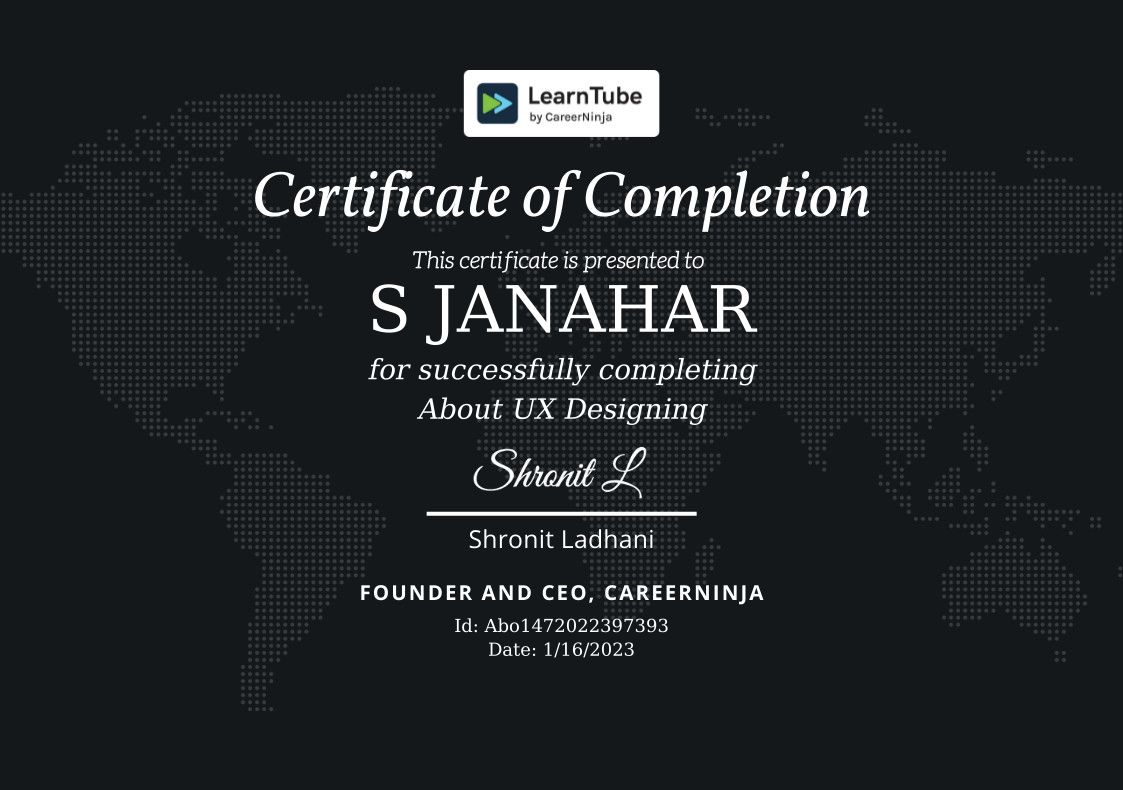 LearnTube
by CareerNinja
Certificate of Completion
This certificate is presented to
S JANAHAR
for successfully completing
About UX Designing
Shronit L
Shronit Ladhani
FOUNDER AND CEO, CAREERNINJA
Id: Abo1472022397393
Date: 1/16/2023